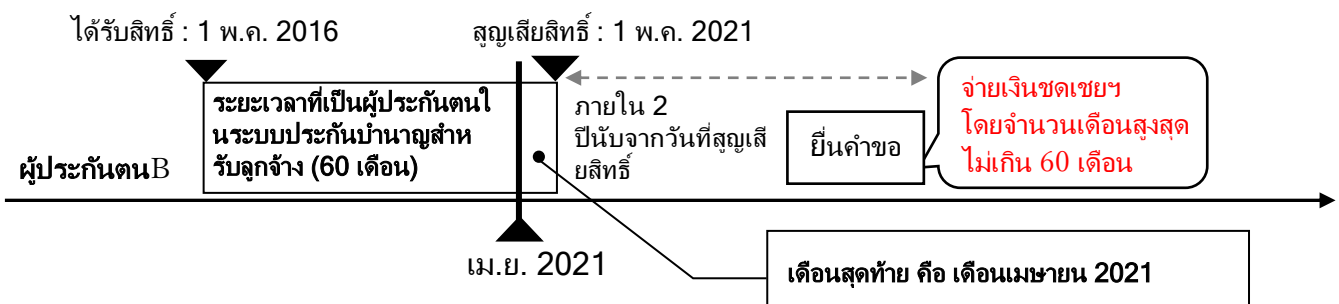 ได้รับสิทธิ์ : 1 พ.ค. 2016
สูญเสียสิทธิ์ : 1 พ.ค. 2021
ระยะเวลาที่เป็นผู้ประกันตนใ
นระบบประกันบำนาญสำห
รับลูกจ้าง (60 เดือน)
ภายใน 2
ปีนับจากวันที่สูญเสี
ยสิทธิ์
ยื่นคำขอ
จ่ายเงินชดเชยฯ
โดยจำนวนเดือนสูงสุด
ไม่เกิน 60 เดือน
ผู้ประกันตนB
เม.ย. 2021
เดือนสุดท้าย คือ เดือนเมษายน 2021